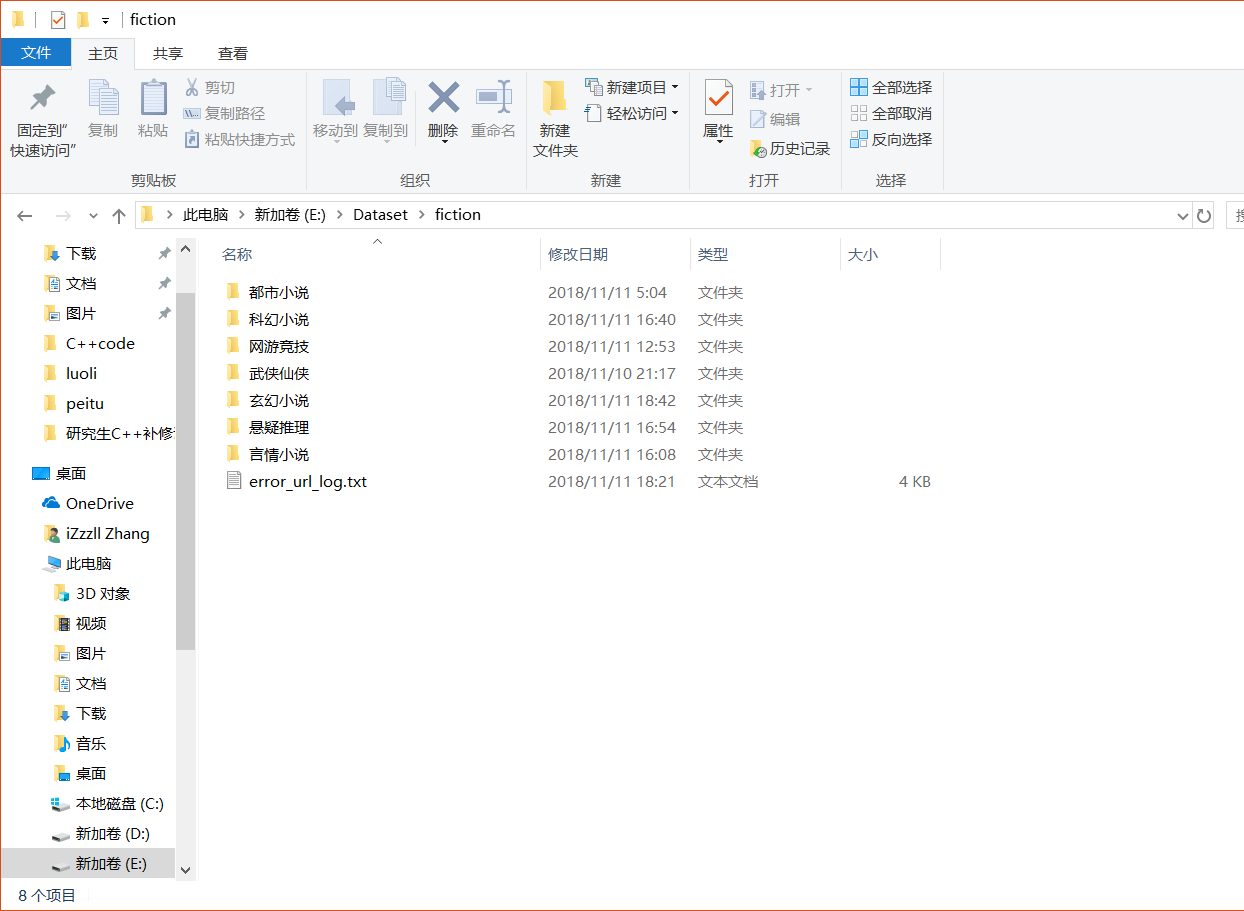 fiction
文件 主页 共享 查看
固定到"快速访问" 复制 粘贴 剪切 复制路径 粘贴快捷方式 剪贴板
移动到 复制到 删除 重命名 组织
新建文件夹 新建项目 轻松访问 新建
属性 打开 编辑 历史记录 打开
全部选择 全部取消 反向选择 选择
此电脑 新加卷 (E:) Dataset fiction
下载
文档
图片
C++code
luoli
peitu
研究生C++补修
桌面
OneDrive
iZzzll Zhang
此电脑
3D 对象
视频
图片
文档
下载
音乐
桌面
本地磁盘 (C:)
新加卷 (D:)
新加卷 (E:)
名称 修改日期 类型 大小
都市小说 2018/11/11 5:04 文件夹
科幻小说 2018/11/11 16:40 文件夹
网游竞技 2018/11/11 12:53 文件夹
武侠仙侠 2018/11/10 21:17 文件夹
玄幻小说 2018/11/11 18:42 文件夹
悬疑推理 2018/11/11 16:54 文件夹
言情小说 2018/11/11 16:08 文件夹
error_url_log.txt 2018/11/11 18:21 文本文档 4 KB
8 个项目